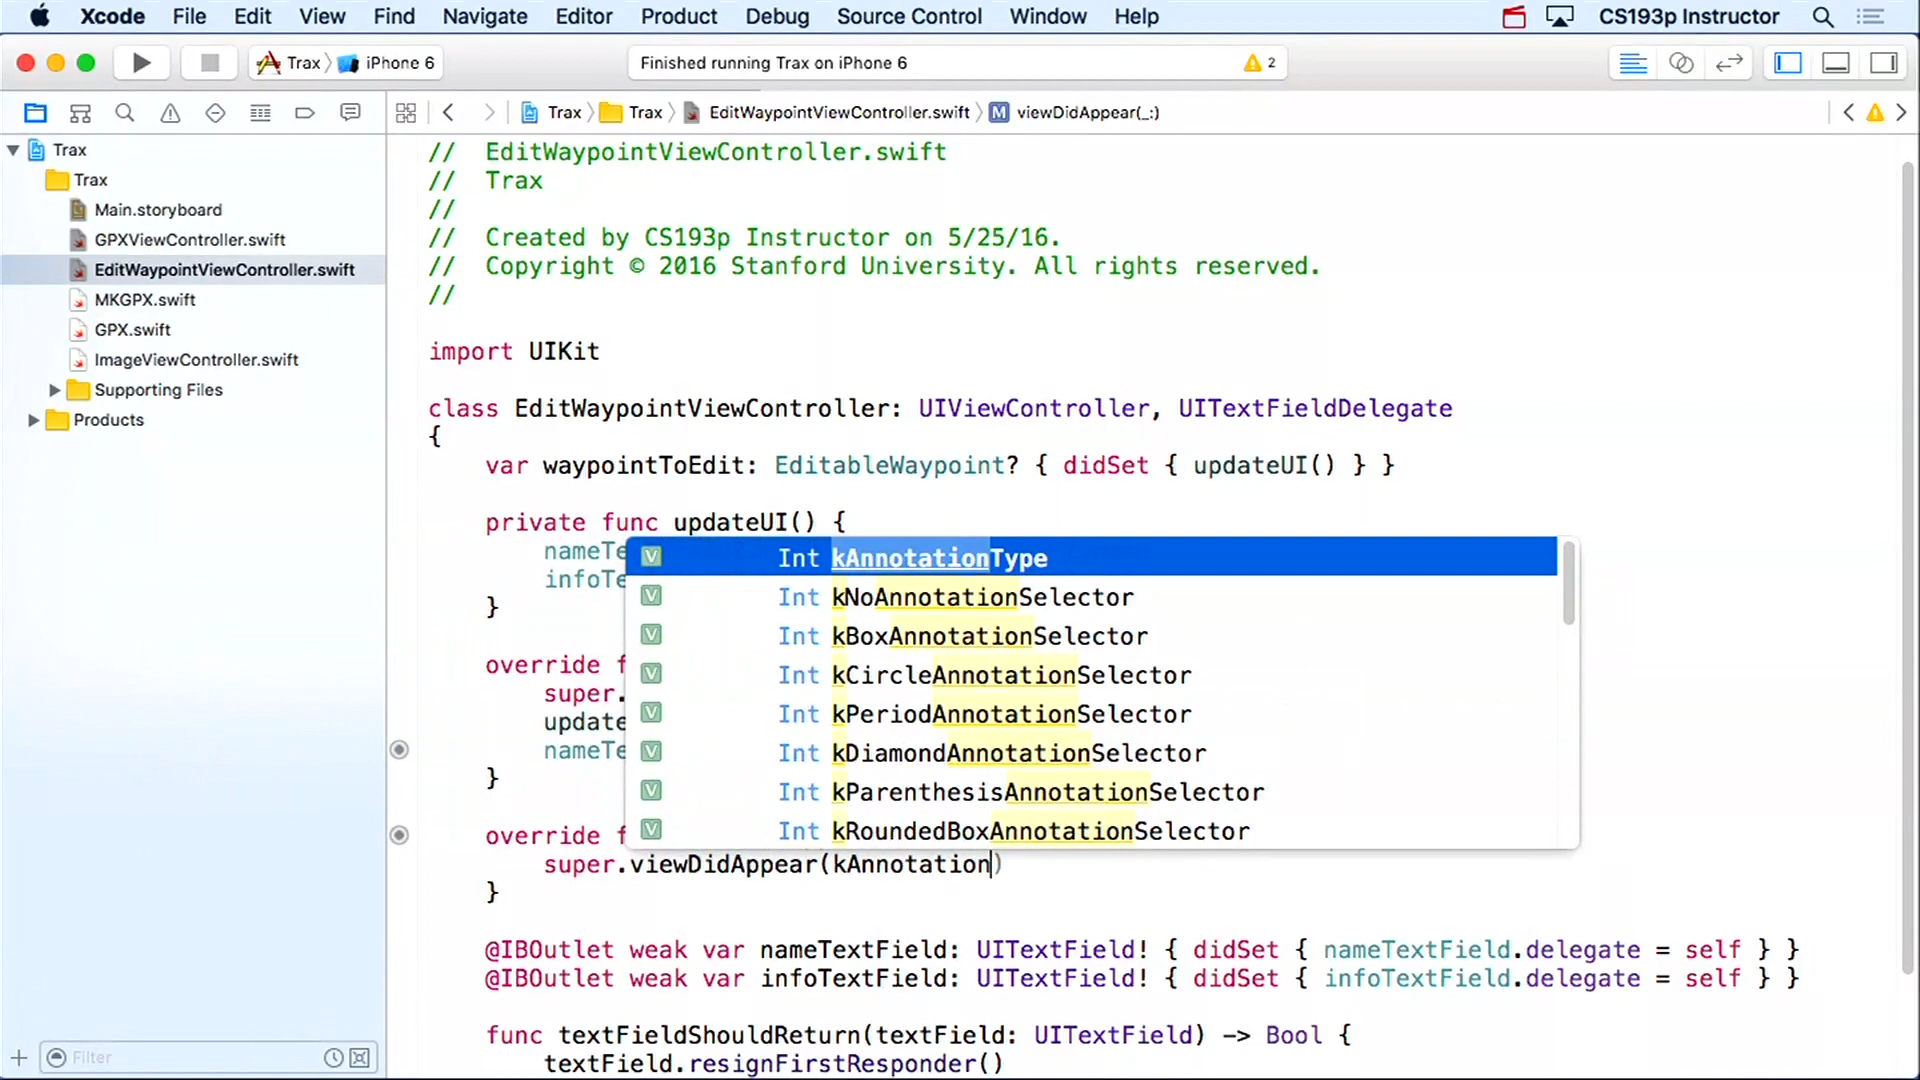 Xcode File Edit View Find Navigate Editor Product Debug Source Control Window Help CS193p Instructor
Trax iPhone 6 Finished running Trax on iPhone 6 2
Trax Trax EditWaypointViewController.swift M viewDidAppear(_:)
Trax
Trax
Main.storyboard
GPXViewController.swift
EditWaypointViewController.swift
MKGPX.swift
GPX.swift
ImageViewController.swift
Supporting Files
Products
Filter
// EditWaypointViewController.swift
// Trax
//
// Created by CS193p Instructor on 5/25/16.
// Copyright © 2016 Stanford University. All rights reserved.
//
import UIKit
class EditWaypointViewController: UIViewController, UITextFieldDelegate
{
var waypointToEdit: EditableWaypoint? { didSet { updateUI() } }
private func updateUI() {
nameTe
infoTe
}
override f
super.
update
nameTe
}
override f
V Int kAnnotationType
V Int kNoAnnotationSelector
V Int kBoxAnnotationSelector
V Int kCircleAnnotationSelector
V Int kPeriodAnnotationSelector
V Int kDiamondAnnotationSelector
V Int kParenthesisAnnotationSelector
V Int kRoundedBoxAnnotationSelector
super.viewDidAppear(kAnnotation)
}
@IBOutlet weak var nameTextField: UITextField! { didSet { nameTextField.delegate = self } }
@IBOutlet weak var infoTextField: UITextField! { didSet { infoTextField.delegate = self } }
func textFieldShouldReturn(textField: UITextField) -> Bool {
textField.resignFirstResponder()